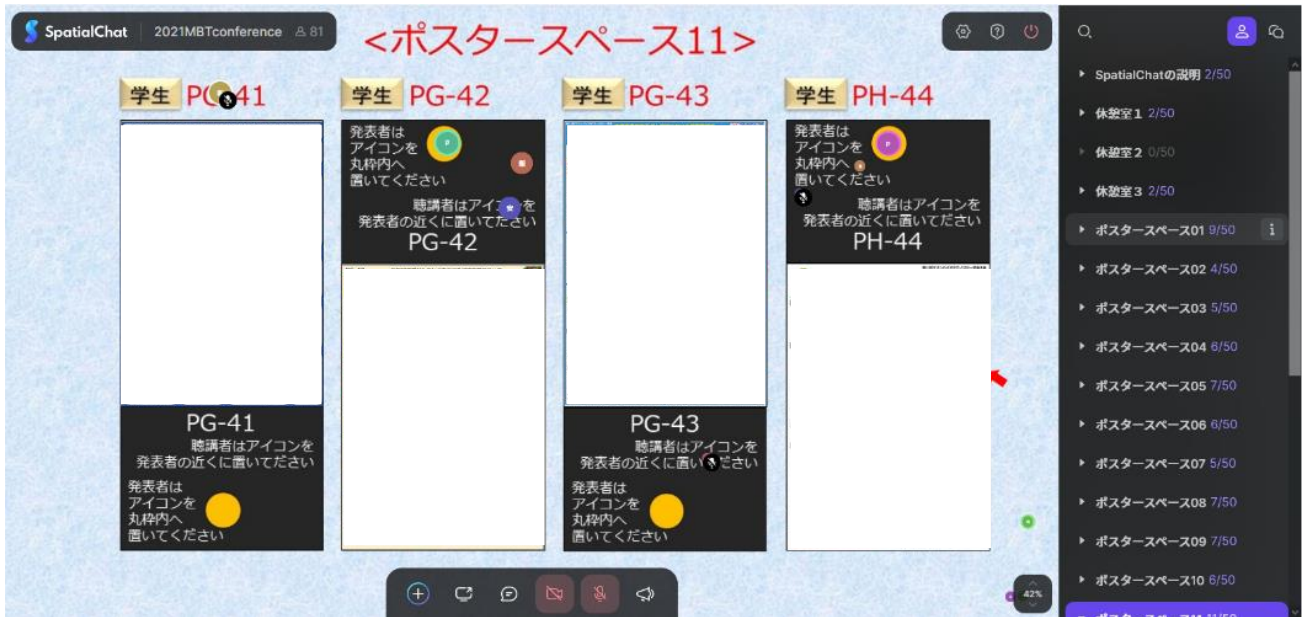 SpatialChat 2021MBTconference 81
<ポスタースペース11>
学生 PG-41
学生 PG-42
学生 PG-43
学生 PH-44
PG-41
聴講者はアイコンを
発表者の近くに置いてださい
発表者は
アイコンを
丸枠内へ
置いてください
発表者は
アイコンを
丸枠内へ
置いてください
聴講者はアイコンを
発表者の近くに置いてださい
PG-42
PG-43
聴講者はアイコンを
発表者の近くに置いてださい
発表者は
アイコンを
丸枠内へ
置いてください
発表者は
アイコンを
丸枠内へ
置いてください
聴講者はアイコンを
発表者の近くに置いてださい
PH-44
P
P
42%
SpatialChatの説明 2/50
休憩室1 2/50
休憩室2 0/50
休憩室3 2/50
ポスタースペース01 9/50
ポスタースペース02 4/50
ポスタースペース03 5/50
ポスタースペース04 6/50
ポスタースペース05 7/50
ポスタースペース06 6/50
ポスタースペース07 5/50
ポスタースペース08 7/50
ポスタースペース09 7/50
ポスタースペース10 6/50
ポスタースペース11 11/50